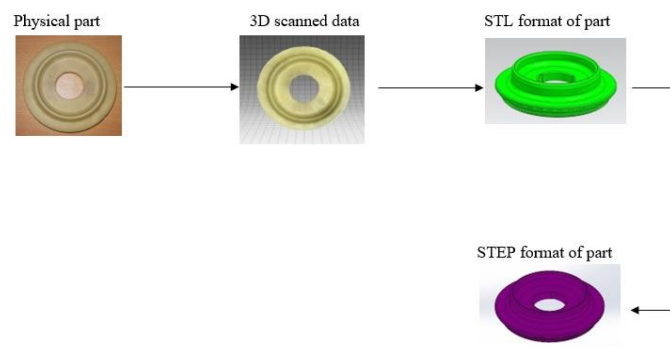 Physical part
3D scanned data
STL format of part
STEP format of part